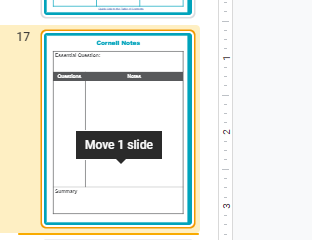 17
Cornell Notes
Essential Question:
Questions Notes
Move 1 slide
Summary
1
2
3